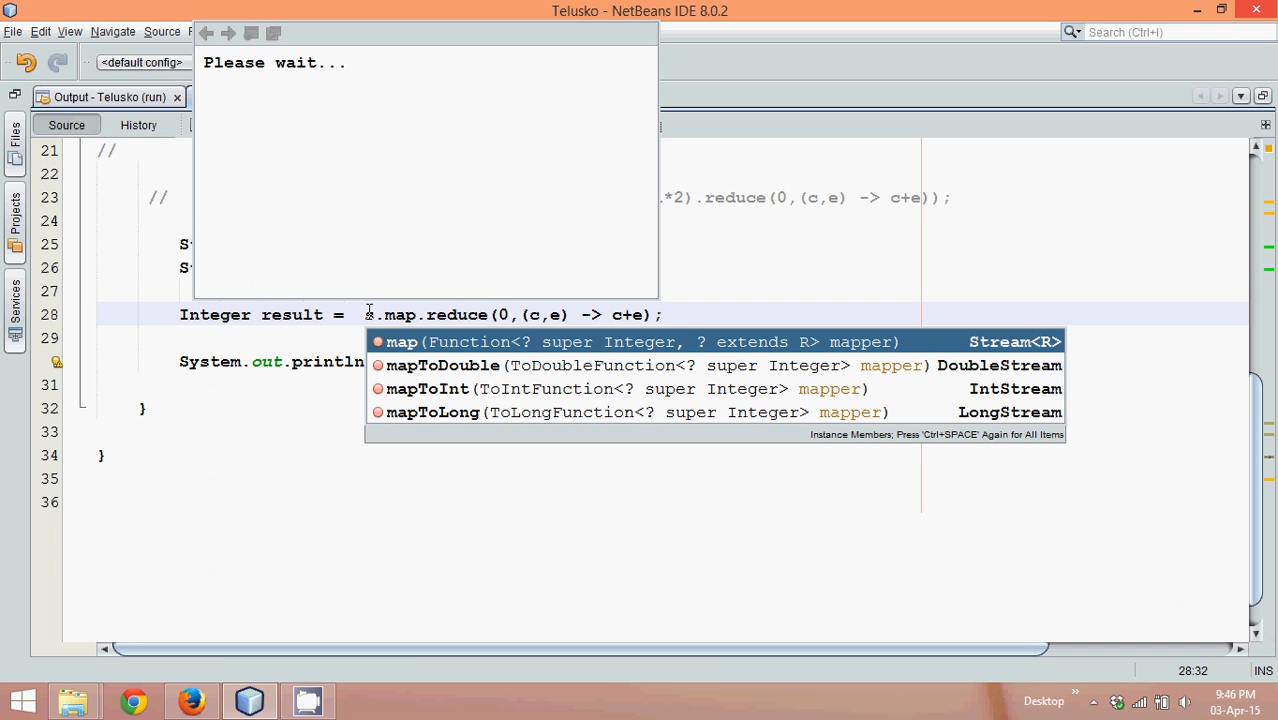 Telusko - NetBeans IDE 8.0.2
File Edit View Navigate Source
Search (Ctrl+I)
<default config>
Please wait...
Output - Telusko (run)
Source History
Files
Projects
Services
21 //
22
23 // *2).reduce(0,(c,e) -> c+e));
24
25 St
26 St
28 Integer result = s.map.reduce(0,(c,e) -> c+e);
29
System.out.println
31
32 }
33
34 }
35
36
map(Function<? super Integer, ? extends R> mapper) Stream<R>
mapToDouble(ToDoubleFunction<? super Integer> mapper) DoubleStream
mapToInt(ToIntFunction<? super Integer> mapper) IntStream
mapToLong(ToLongFunction<? super Integer> mapper) LongStream
Instance Members; Press 'Ctrl+SPACE' Again for All Items
28:32 INS
Desktop
9:46 PM
03-Apr-15